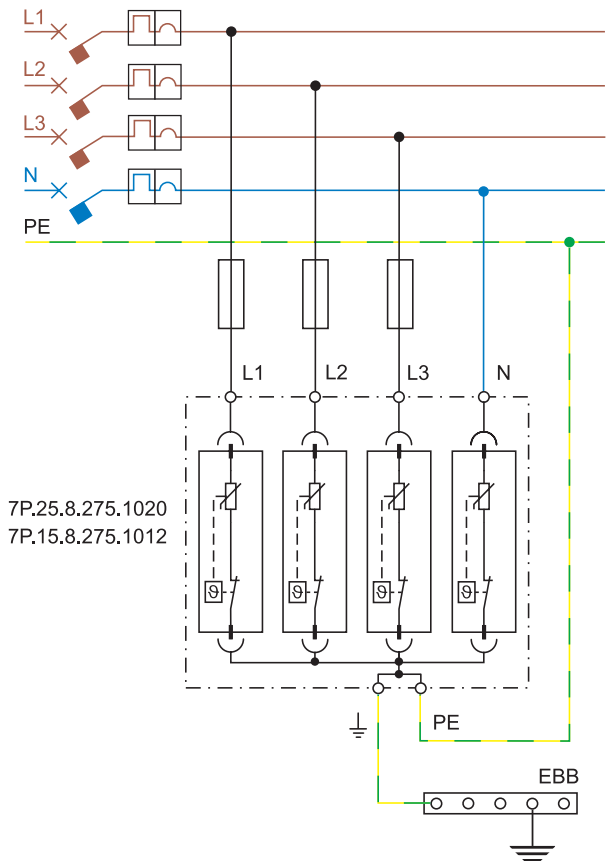 L1
L2
L3
N
PE
L1 L2 L3 N
7P.25.8.275.1020
7P.15.8.275.1012
ϑ ϑ ϑ ϑ
PE
EBB